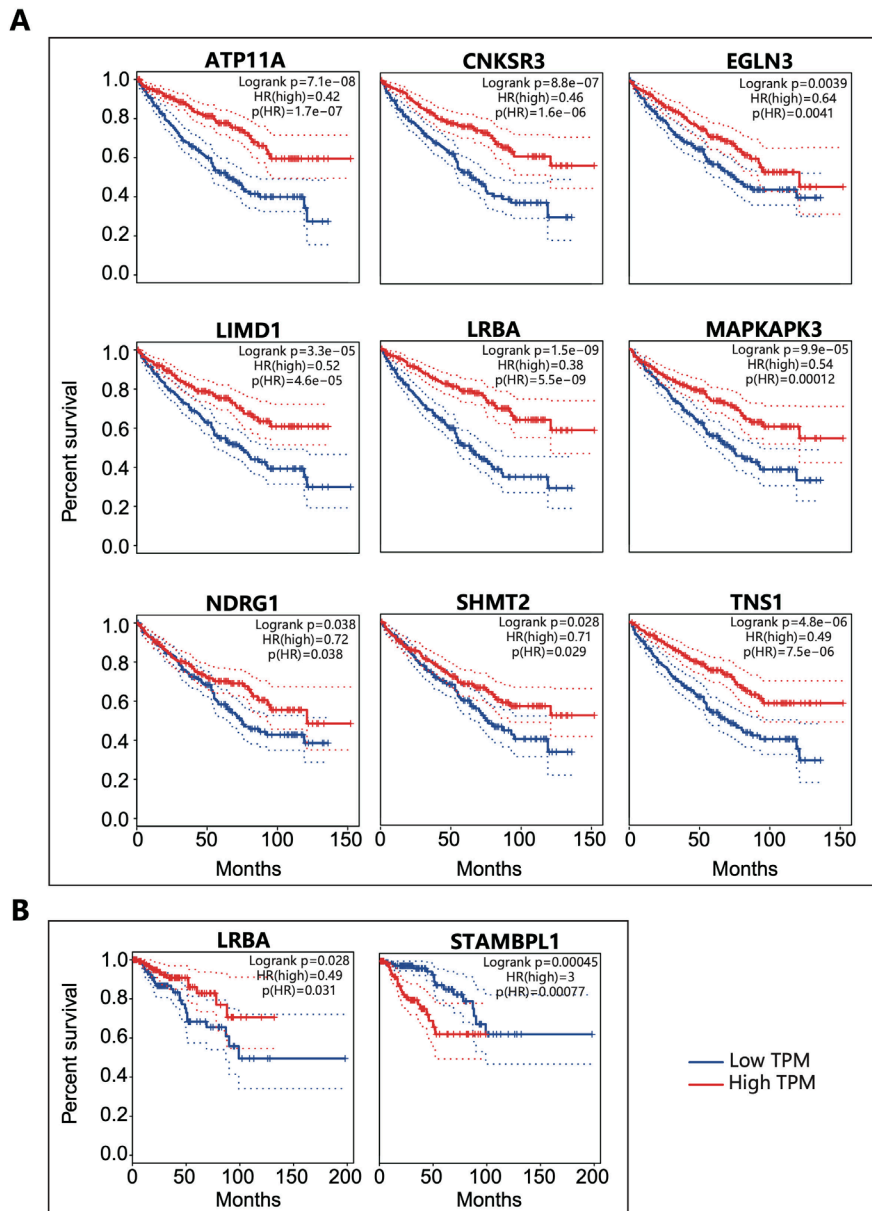 A
ATP11A
Logrank p=7.1e−08
HR(high)=0.42
p(HR)=1.7e−07
CNKSR3
Logrank p=8.8e−07
HR(high)=0.46
p(HR)=1.6e−06
EGLN3
Logrank p=0.0039
HR(high)=0.64
p(HR)=0.0041
1.0
0.8
0.6
0.4
0.2
0.0
LIMD1
Logrank p=3.3e−05
HR(high)=0.52
p(HR)=4.6e−05
LRBA
Logrank p=1.5e−09
HR(high)=0.38
p(HR)=5.5e−09
MAPKAPK3
Logrank p=9.9e−05
HR(high)=0.54
p(HR)=0.00012
Percent survival
1.0
0.8
0.6
0.4
0.2
0.0
NDRG1
Logrank p=0.038
HR(high)=0.72
p(HR)=0.038
SHMT2
Logrank p=0.028
HR(high)=0.71
p(HR)=0.029
TNS1
Logrank p=4.8e−06
HR(high)=0.49
p(HR)=7.5e−06
1.0
0.8
0.6
0.4
0.2
0.0
0 50 100 150
0 50 100 150
0 50 100 150
Months
Months
Months
B
LRBA
Logrank p=0.028
HR(high)=0.49
p(HR)=0.031
STAMBPL1
Logrank p=0.00045
HR(high)=3
p(HR)=0.00077
Percent survival
1.0
0.8
0.6
0.4
0.2
0.0
0 50 100 150 200
0 50 100 150 200
Months
Months
Low TPM
High TPM